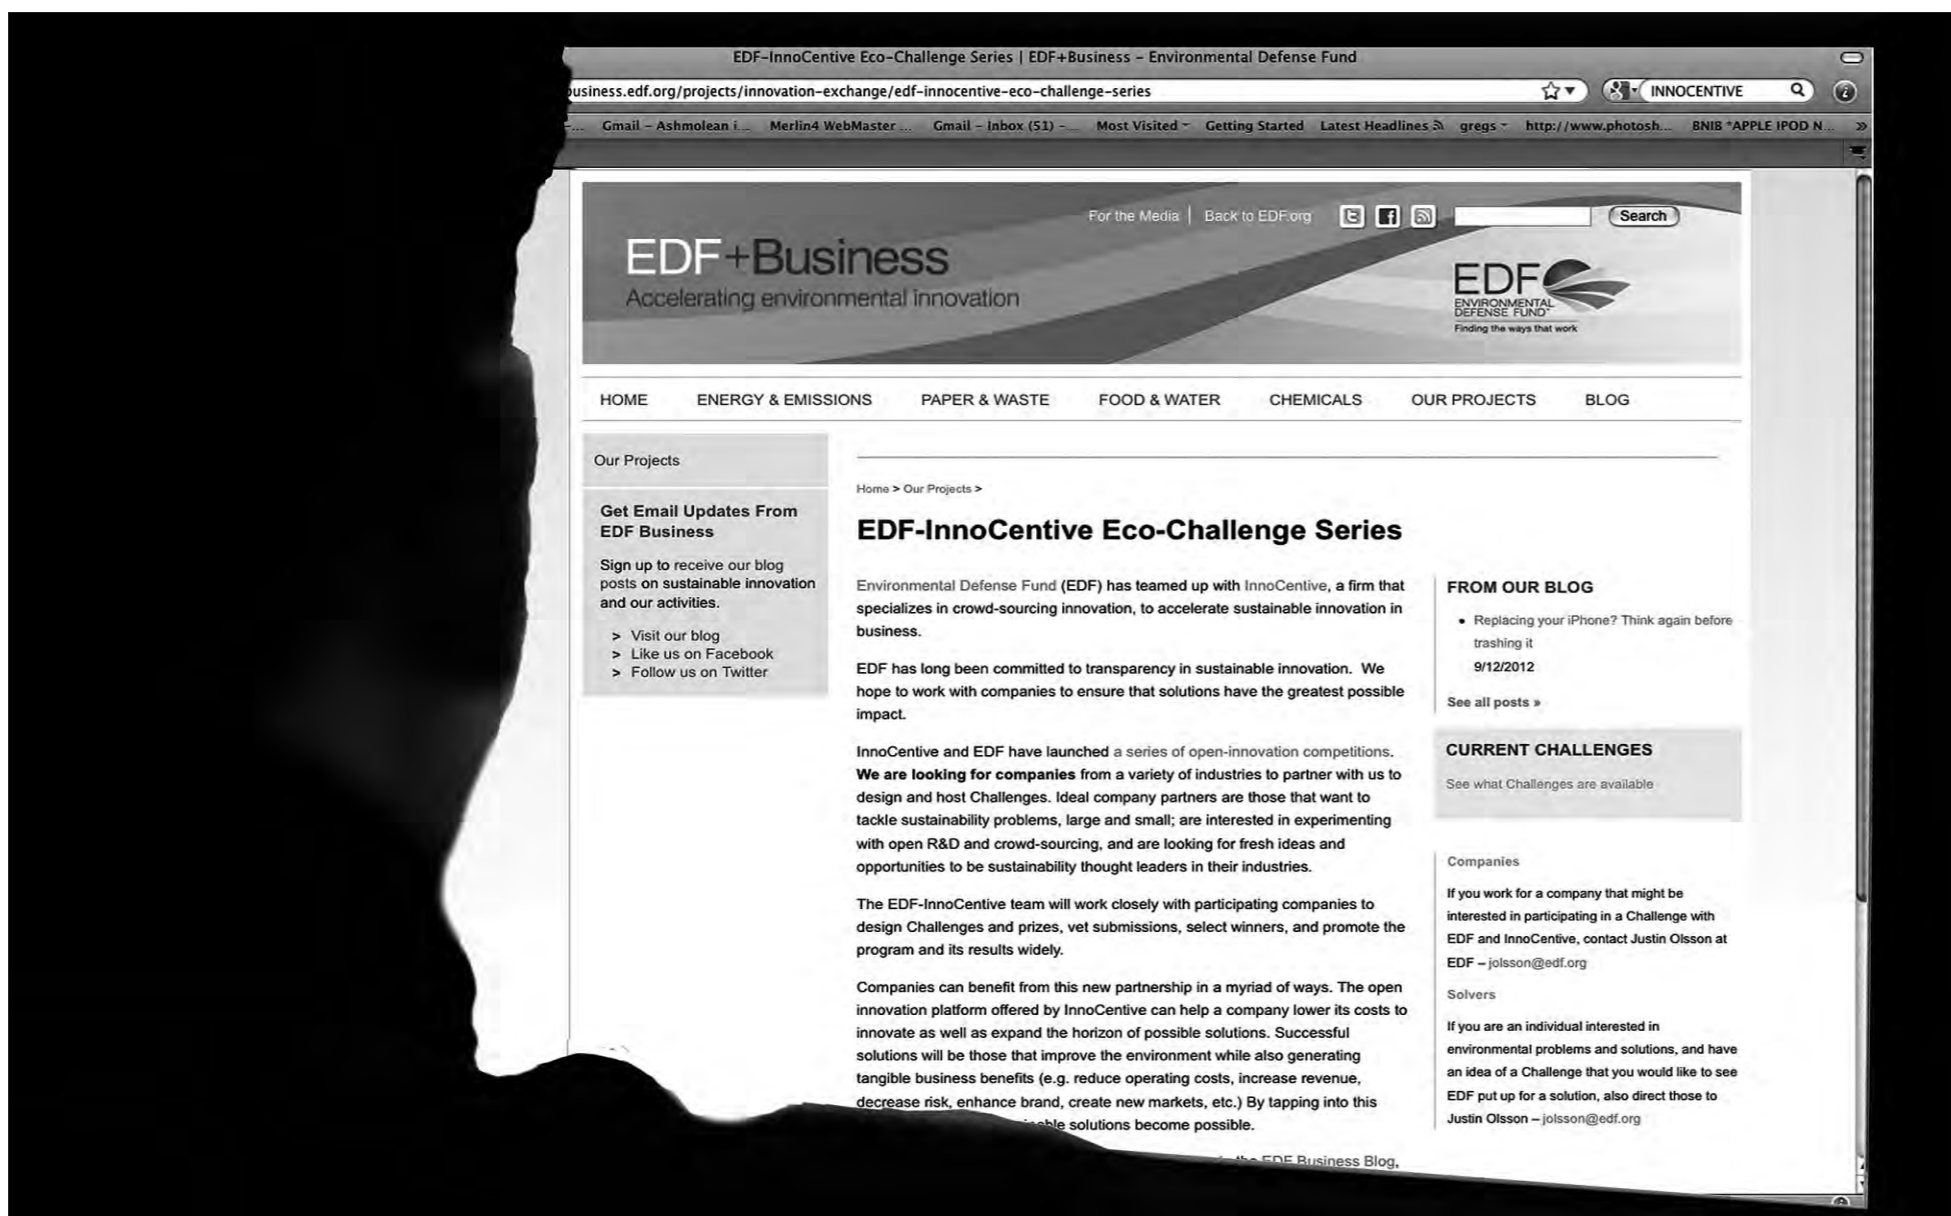 EDF-InnoCentive Eco-Challenge Series | EDF+Business – Environmental Defense Fund
business.edf.org/projects/innovation-exchange/edf-innocentive-eco-challenge-series
INNOCENTIVE
Gmail – Ashmolean i... Merlin4 WebMaster ... Gmail – Inbox (51) –... Most Visited Getting Started Latest Headlines gregs http://www.photosh... BNIB *APPLE IPOD N... »
For the Media | Back to EDF.org
Search
EDF+Business
Accelerating environmental innovation
EDF
ENVIRONMENTAL
DEFENSE FUND
Finding the ways that work
HOME ENERGY & EMISSIONS PAPER & WASTE FOOD & WATER CHEMICALS OUR PROJECTS BLOG
Our Projects
Get Email Updates From
EDF Business
Sign up to receive our blog
posts on sustainable innovation
and our activities.
> Visit our blog
> Like us on Facebook
> Follow us on Twitter
Home > Our Projects >
EDF-InnoCentive Eco-Challenge Series
Environmental Defense Fund (EDF) has teamed up with InnoCentive, a firm that
specializes in crowd-sourcing innovation, to accelerate sustainable innovation in
business.
EDF has long been committed to transparency in sustainable innovation. We
hope to work with companies to ensure that solutions have the greatest possible
impact.
InnoCentive and EDF have launched a series of open-innovation competitions.
We are looking for companies from a variety of industries to partner with us to
design and host Challenges. Ideal company partners are those that want to
tackle sustainability problems, large and small; are interested in experimenting
with open R&D and crowd-sourcing, and are looking for fresh ideas and
opportunities to be sustainability thought leaders in their industries.
The EDF-InnoCentive team will work closely with participating companies to
design Challenges and prizes, vet submissions, select winners, and promote the
program and its results widely.
Companies can benefit from this new partnership in a myriad of ways. The open
innovation platform offered by InnoCentive can help a company lower its costs to
innovate as well as expand the horizon of possible solutions. Successful
solutions will be those that improve the environment while also generating
tangible business benefits (e.g. reduce operating costs, increase revenue,
decrease risk, enhance brand, create new markets, etc.) By tapping into this
solutions become possible.
the EDF Business Blog,
FROM OUR BLOG
• Replacing your iPhone? Think again before
trashing it
9/12/2012
See all posts »
CURRENT CHALLENGES
See what Challenges are available
Companies
If you work for a company that might be
interested in participating in a Challenge with
EDF and InnoCentive, contact Justin Olsson at
EDF – jolsson@edf.org
Solvers
If you are an individual interested in
environmental problems and solutions, and have
an idea of a Challenge that you would like to see
EDF put up for a solution, also direct those to
Justin Olsson – jolsson@edf.org